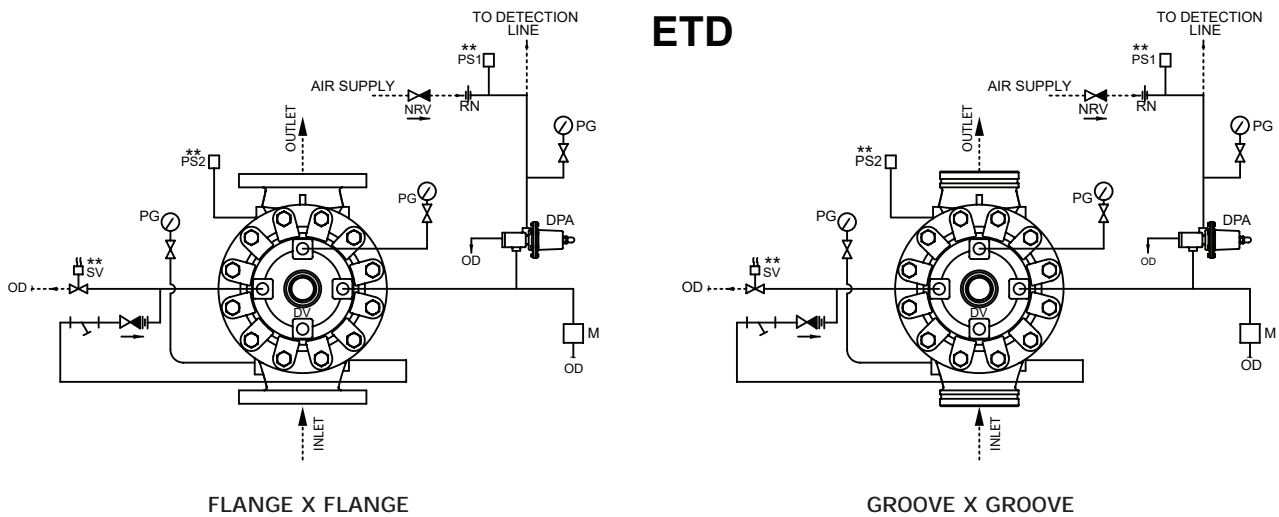 ETD
TO DETECTION
LINE
**
PS1
AIR SUPPLY
NRV
RN
PG
OUTLET
**
PS2
PG
PG
DPA
OD
**
SV
OD
DV
M
OD
INLET
FLANGE X FLANGE
TO DETECTION
LINE
**
PS1
AIR SUPPLY
NRV
RN
PG
OUTLET
**
PS2
PG
PG
DPA
OD
**
SV
OD
DV
M
OD
INLET
GROOVE X GROOVE